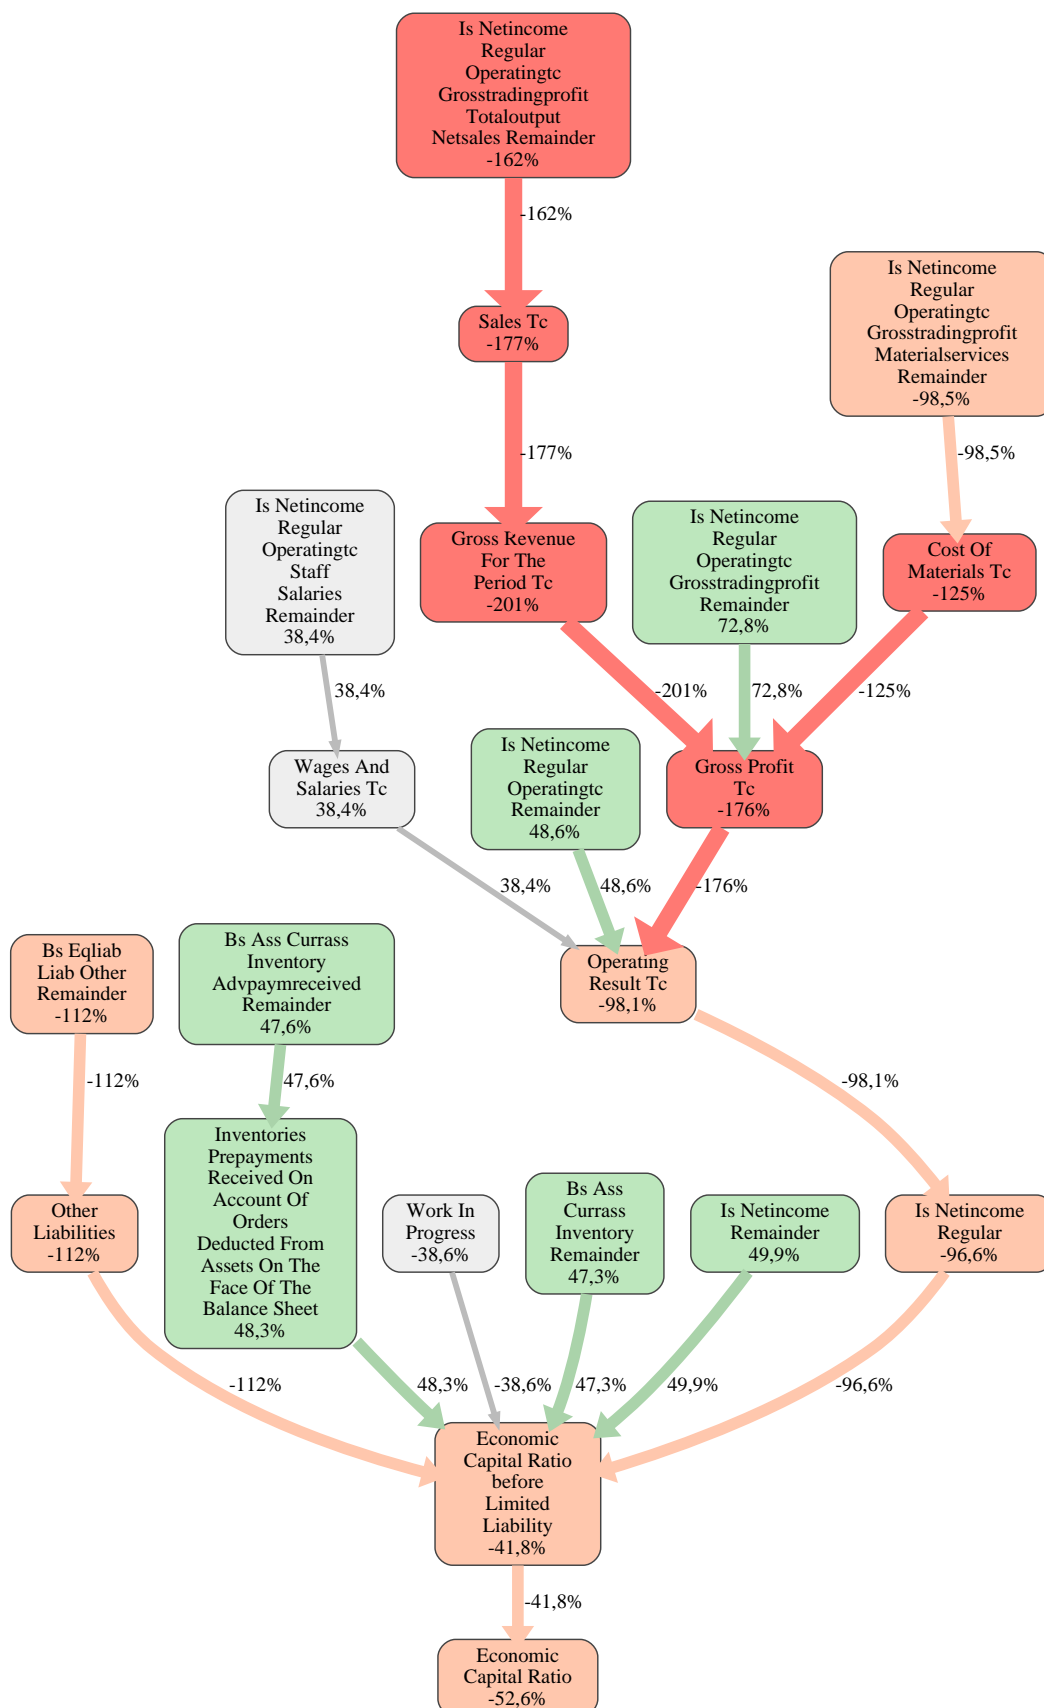 Is Netincome
Regular
Operatingtc
Grosstradingprofit
Totaloutput
Netsales Remainder
-162%
-162%
Is Netincome
Regular
Operatingtc
Grosstradingprofit
Materialservices
Remainder
-98,5%
Sales Tc
-177%
-177%
-98,5%
Is Netincome
Regular
Operatingtc
Staff
Salaries
Remainder
38,4%
Gross Revenue
For The
Period Tc
-201%
Is Netincome
Regular
Operatingtc
Grosstradingprofit
Remainder
72,8%
Cost Of
Materials Tc
-125%
38,4%
-201%
72,8%
-125%
Wages And
Salaries Tc
38,4%
Is Netincome
Regular
Operatingtc
Remainder
48,6%
Gross Profit
Tc
-176%
38,4%
48,6%
-176%
Bs Eqliab
Liab Other
Remainder
-112%
Bs Ass Currass
Inventory
Advpaymreceived
Remainder
47,6%
Operating
Result Tc
-98,1%
-112%
47,6%
-98,1%
Other
Liabilities
-112%
Inventories
Prepayments
Received On
Account Of
Orders
Deducted From
Assets On The
Face Of The
Balance Sheet
48,3%
Work In
Progress
-38,6%
Bs Ass
Currass
Inventory
Remainder
47,3%
Is Netincome
Remainder
49,9%
Is Netincome
Regular
-96,6%
-112%
48,3%
-38,6%
47,3%
49,9%
-96,6%
Economic
Capital Ratio
before
Limited
Liability
-41,8%
-41,8%
Economic
Capital Ratio
-52,6%